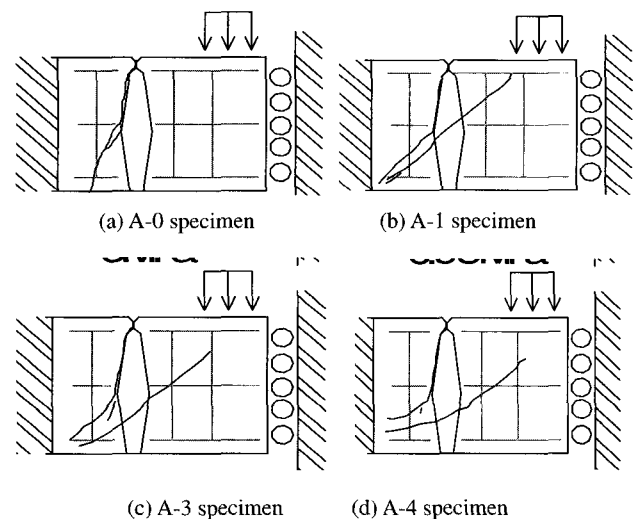 (a) A-0 specimen
(b) A-1 specimen
(c) A-3 specimen
(d) A-4 specimen